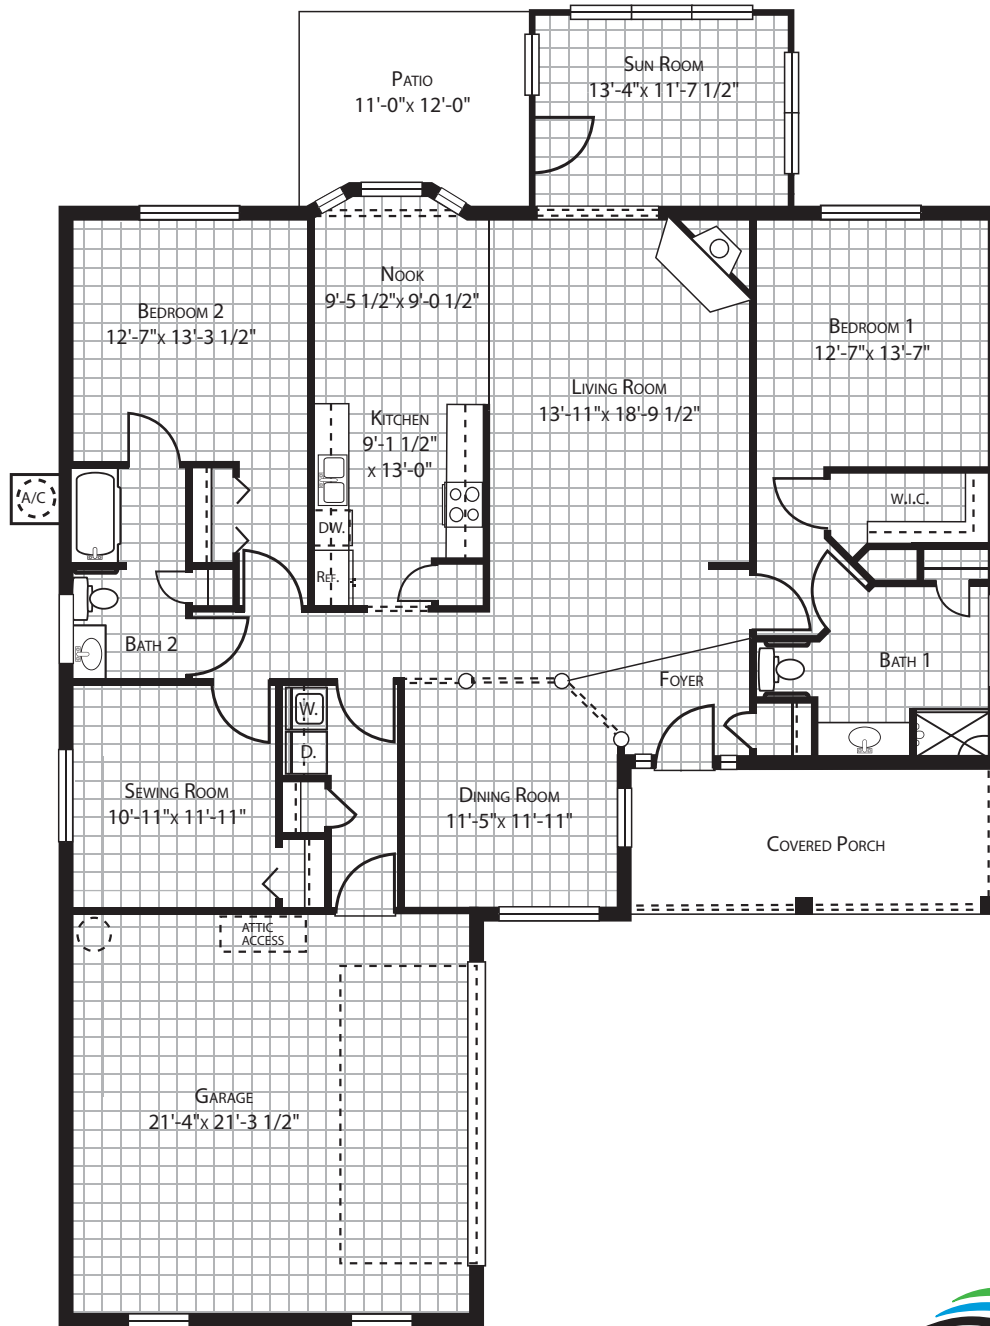 Sun Room
13'-4"x 11'-7 1/2"
Patio
11'-0"x 12'-0"
Nook
9'-5 1/2"x 9'-0 1/2"
Bedroom 2
12'-7"x 13'-3 1/2"
Bedroom 1
12'-7"x 13'-7"
Living Room
13'-11"x 18'-9 1/2"
Kitchen
9'-1 1/2"
x 13'-0"
A/C
W.I.C.
DW.
Ref.
Bath 2
Bath 1
Foyer
W.
D.
Sewing Room
10'-11"x 11'-11"
Dining Room
11'-5"x 11'-11"
Covered Porch
ATTIC
ACCESS
Garage
21'-4"x 21'-3 1/2"